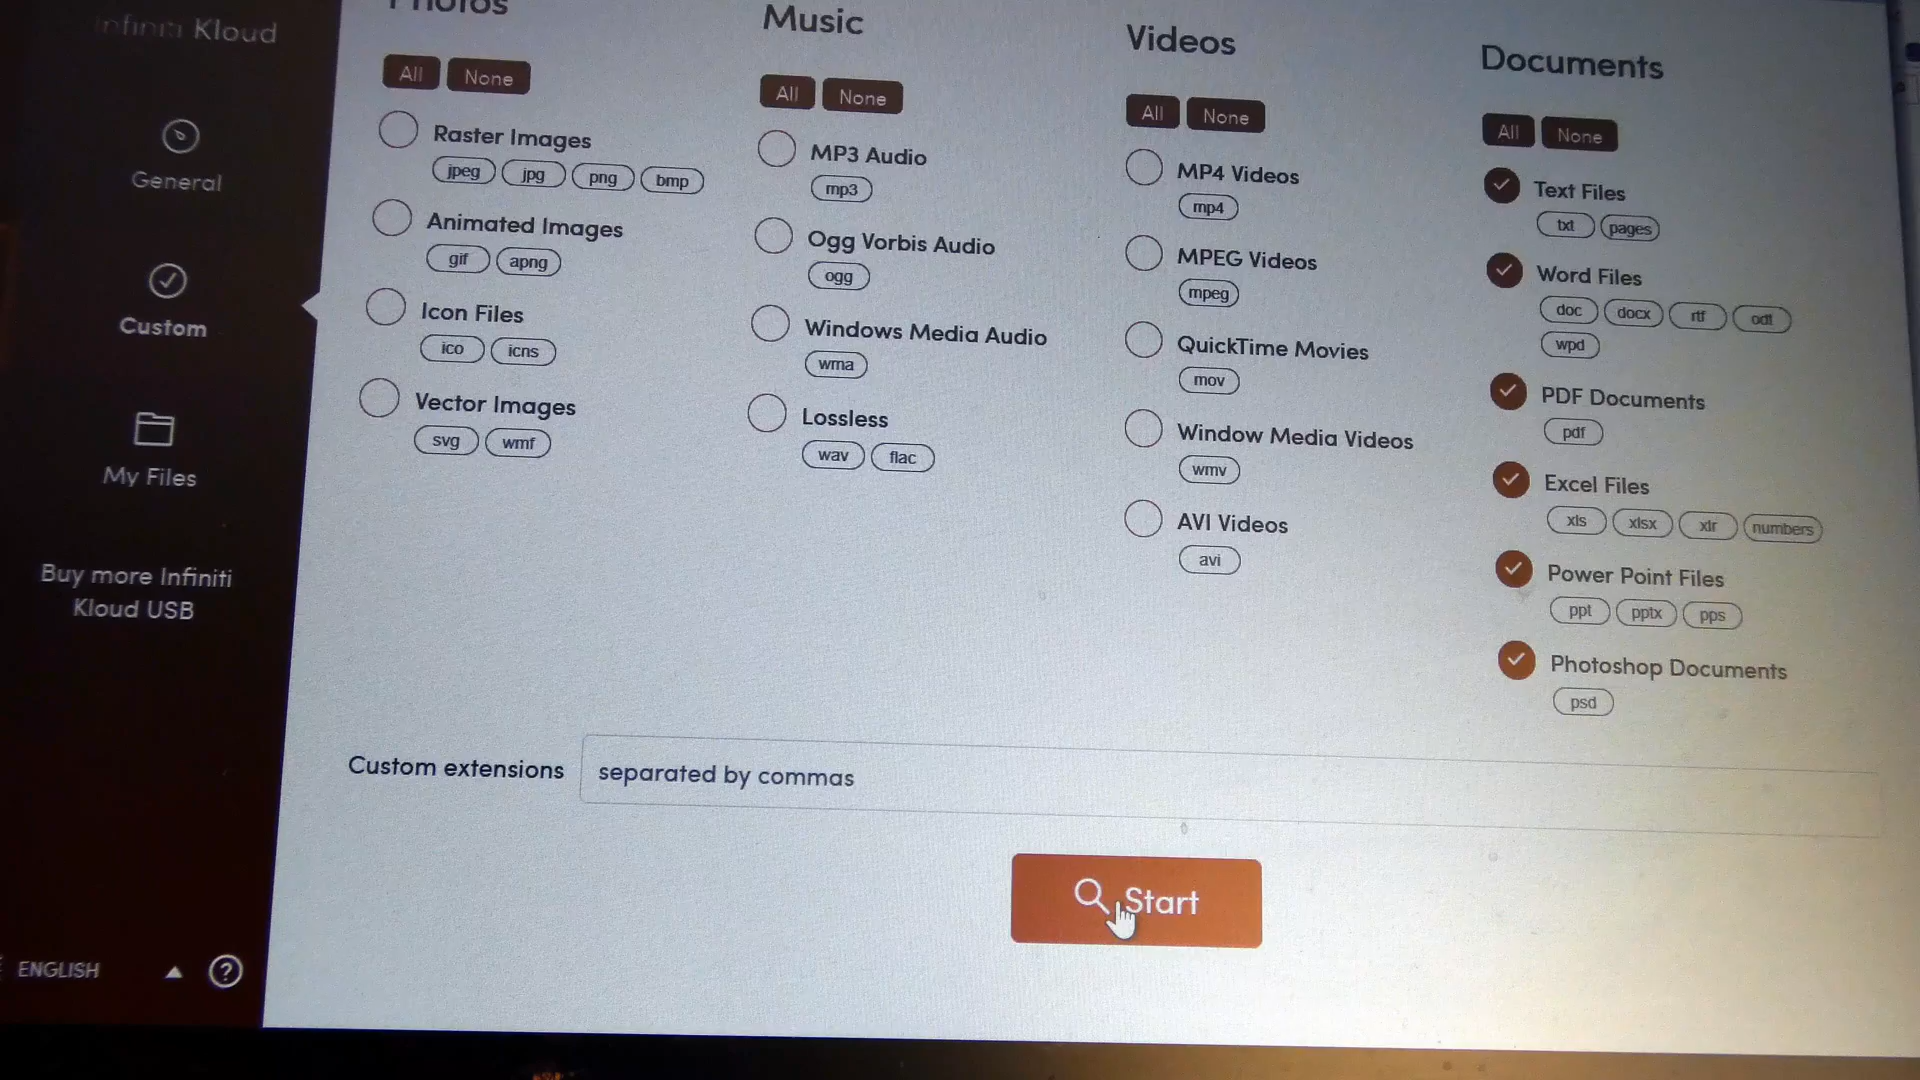 Infiniti Kloud
General
Custom
My Files
Buy more Infiniti
Kloud USB
ENGLISH
?
Photos
All None
Raster Images
jpeg jpg png bmp
Animated Images
gif apng
Icon Files
ico icns
Vector Images
svg wmf
Music
All None
MP3 Audio
mp3
Ogg Vorbis Audio
ogg
Windows Media Audio
wma
Lossless
wav flac
Videos
All None
MP4 Videos
mp4
MPEG Videos
mpeg
QuickTime Movies
mov
Window Media Videos
wmv
AVI Videos
avi
Documents
All None
Text Files
txt pages
Word Files
doc docx rtf odt
wpd
PDF Documents
pdf
Excel Files
xls xlsx xlr numbers
Power Point Files
ppt pptx pps
Photoshop Documents
psd
Custom extensions separated by commas
Start